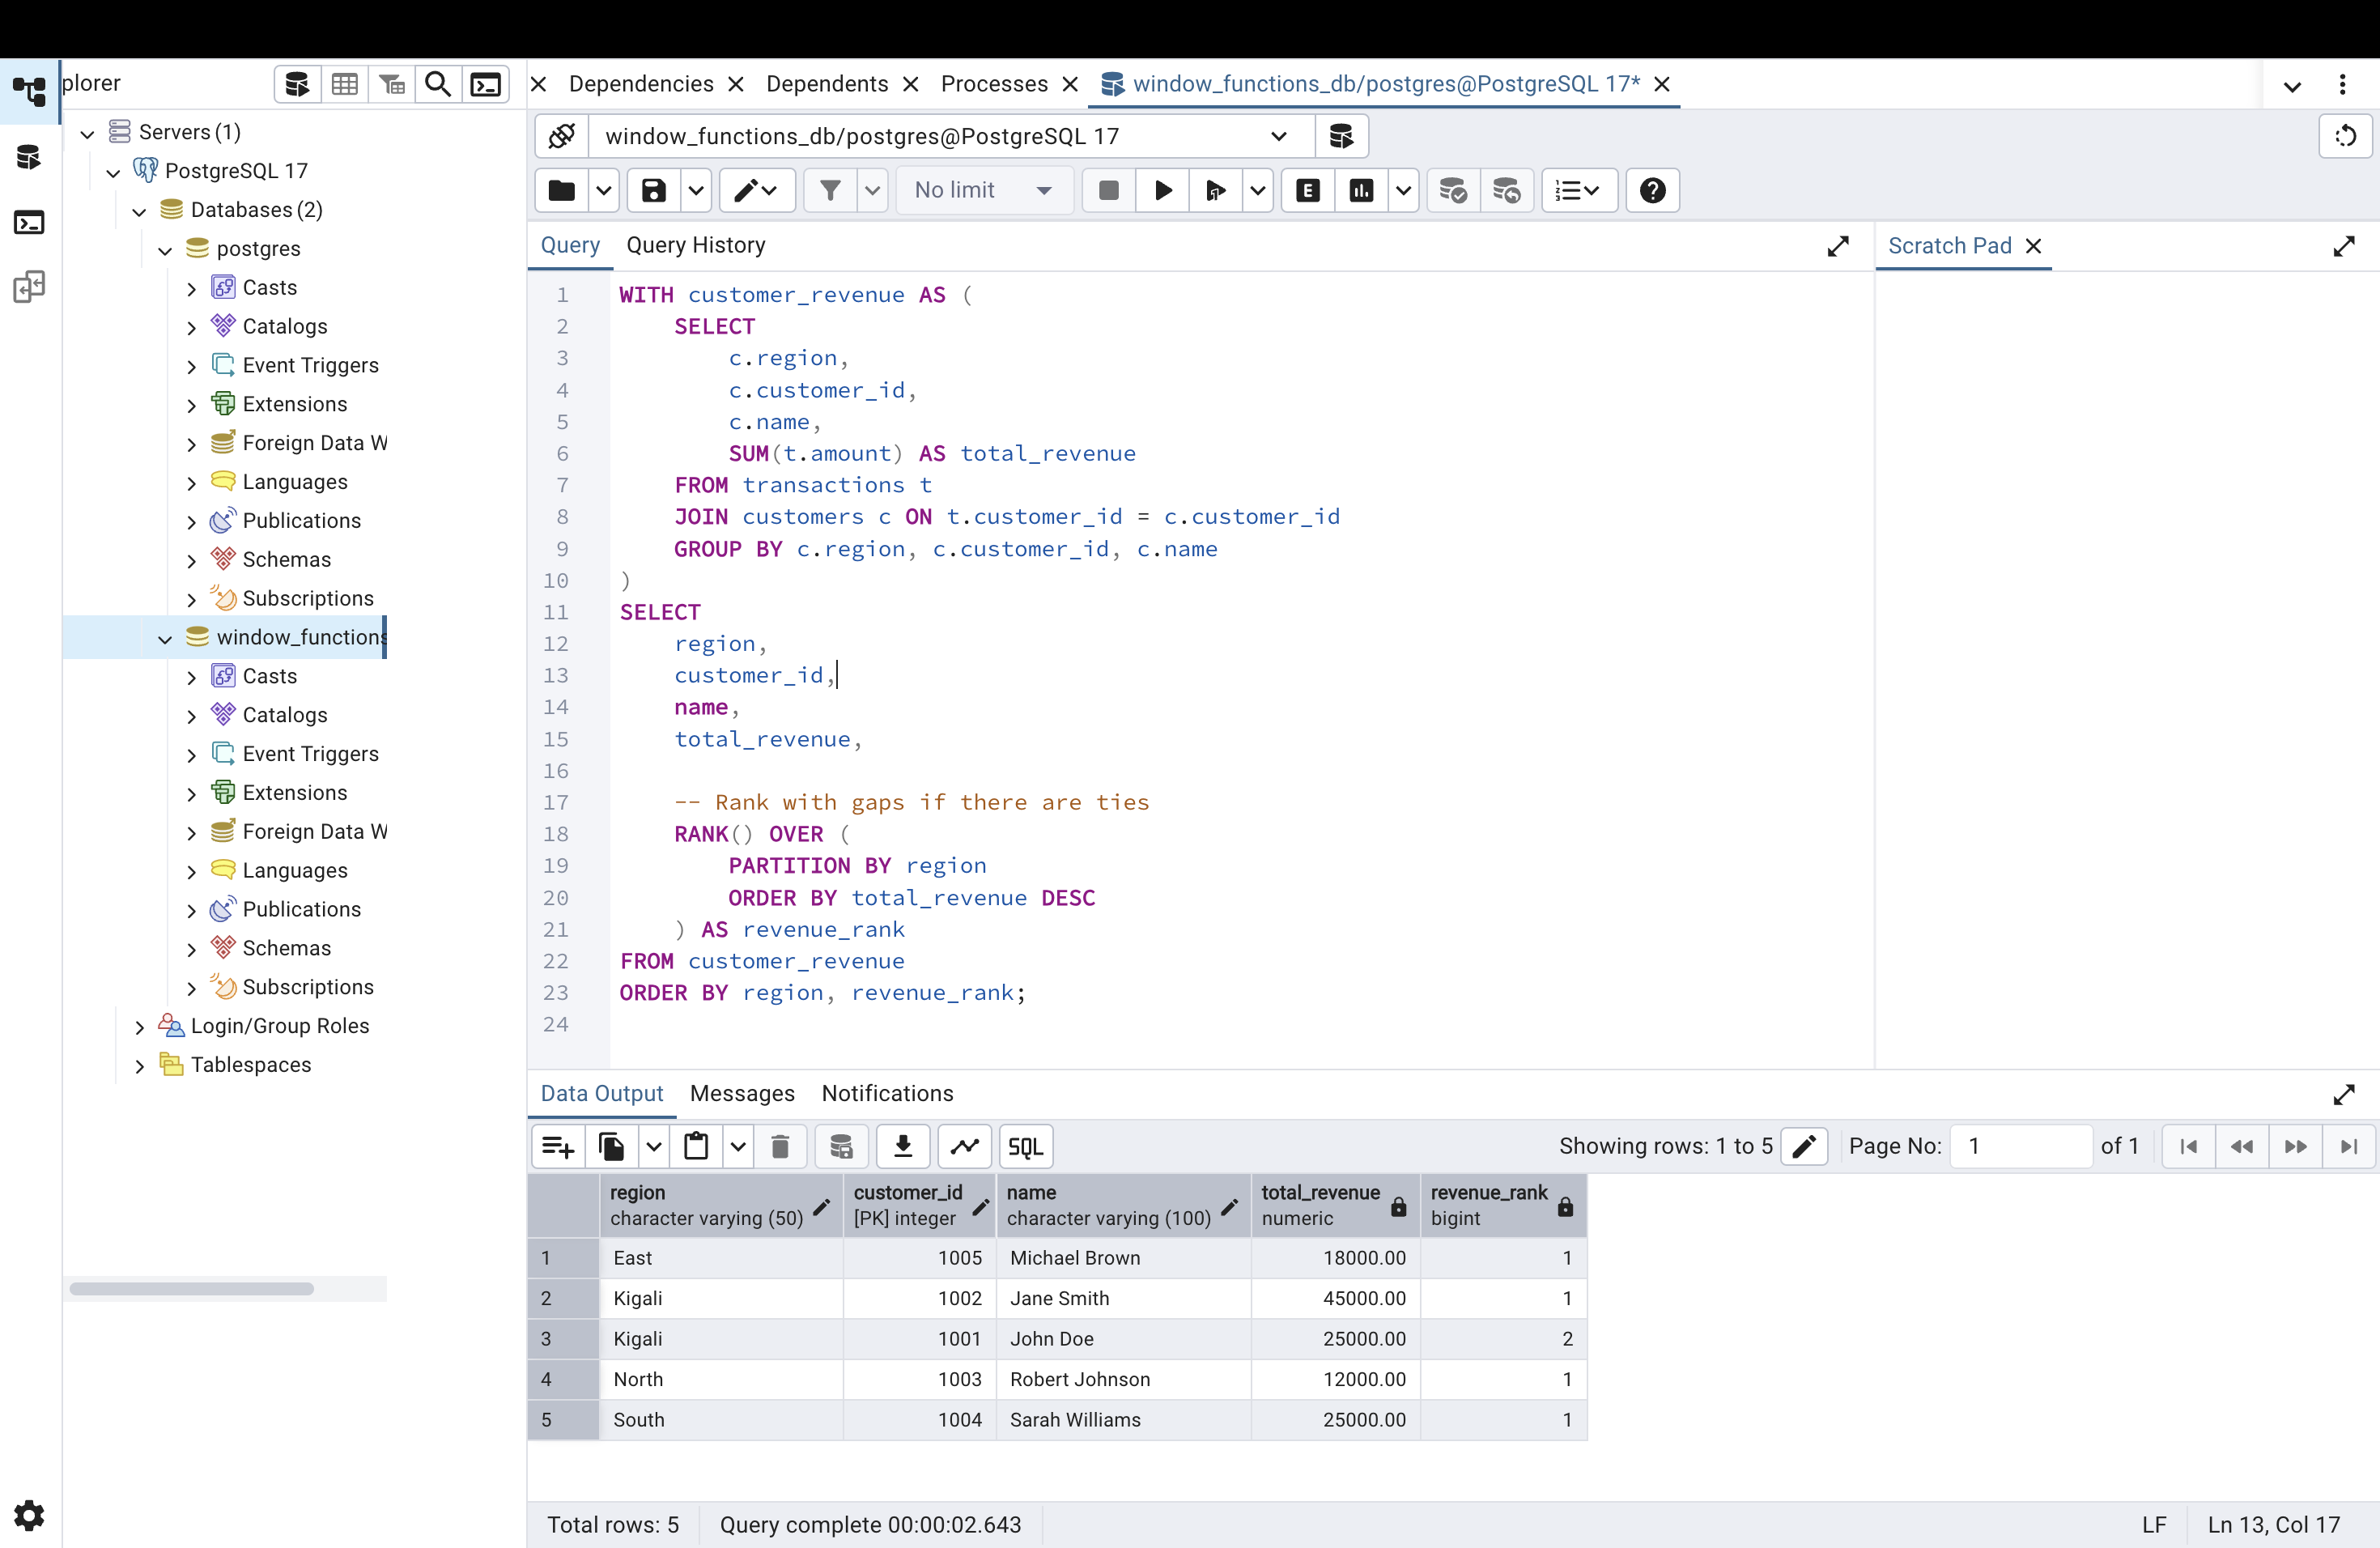 plorer
Dependencies
Dependents
Processes
window_functions_db/postgres@PostgreSQL 17*
Servers (1)
PostgreSQL 17
Databases (2)
postgres
Casts
Catalogs
Event Triggers
Extensions
Foreign Data W
Languages
Publications
Schemas
Subscriptions
window_functions
Casts
Catalogs
Event Triggers
Extensions
Foreign Data W
Languages
Publications
Schemas
Subscriptions
Login/Group Roles
Tablespaces
window_functions_db/postgres@PostgreSQL 17
No limit
E
Query
Query History
Scratch Pad
1 WITH customer_revenue AS (
2 SELECT
3 c.region,
4 c.customer_id,
5 c.name,
6 SUM(t.amount) AS total_revenue
7 FROM transactions t
8 JOIN customers c ON t.customer_id = c.customer_id
9 GROUP BY c.region, c.customer_id, c.name
10 )
11 SELECT
12 region,
13 customer_id,
14 name,
15 total_revenue,
16
17 -- Rank with gaps if there are ties
18 RANK() OVER (
19 PARTITION BY region
20 ORDER BY total_revenue DESC
21 ) AS revenue_rank
22 FROM customer_revenue
23 ORDER BY region, revenue_rank;
24
Data Output
Messages
Notifications
SQL
Showing rows: 1 to 5
Page No: 1 of 1
region customer_id name total_revenue revenue_rank
character varying (50) [PK] integer character varying (100) numeric bigint
1 East 1005 Michael Brown 18000.00 1
2 Kigali 1002 Jane Smith 45000.00 1
3 Kigali 1001 John Doe 25000.00 2
4 North 1003 Robert Johnson 12000.00 1
5 South 1004 Sarah Williams 25000.00 1
Total rows: 5
Query complete 00:00:02.643
LF
Ln 13, Col 17